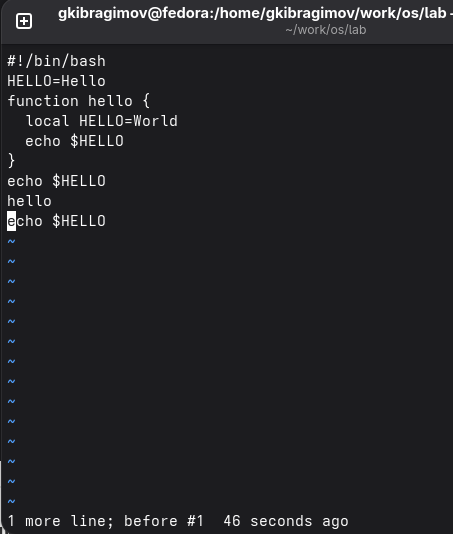 gkibragimov@fedora:/home/gkibragimov/work/os/lab
~/work/os/lab
#!/bin/bash
HELLO=Hello
function hello {
  local HELLO=World
  echo $HELLO
}
echo $HELLO
hello
echo $HELLO
~
~
~
~
~
~
~
~
~
~
~
~
~
~
1 more line; before #1  46 seconds ago